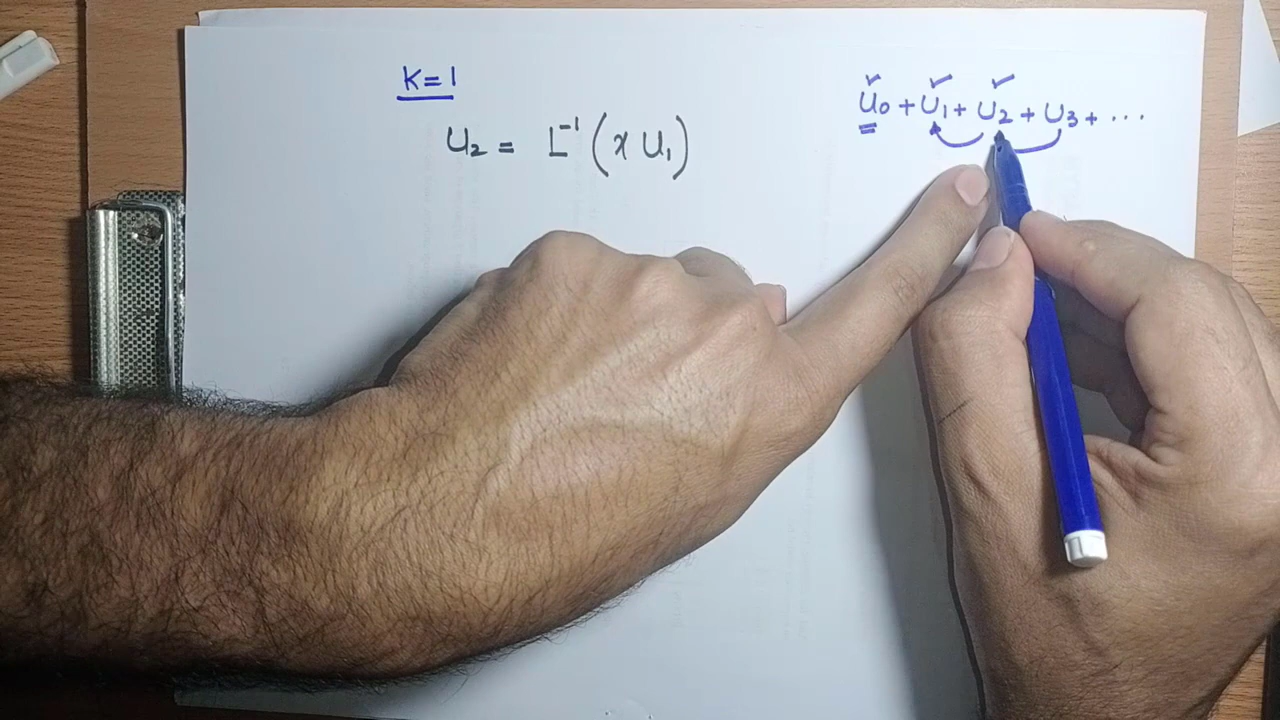 K=1
u₀ + u₁ + u₂ + u₃ + ...
u₂ = L⁻¹(x u₁)